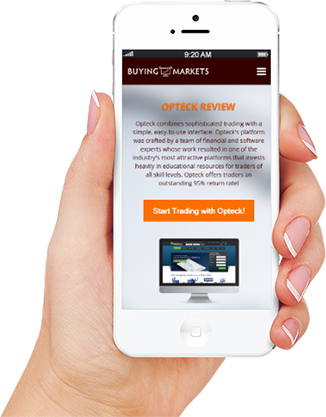 9:20 AM
BUYING MARKETS
OPTECK REVIEW
Opteck combines sophisticated trading with a
simple, easy-to-use interface. Opteck's platform
was crafted by a team of financial and software
experts whose work resulted in one of the
industry's most attractive platforms that invests
heavily in educational resources for traders of
all skill levels. Opteck offers traders an
outstanding 95% return rate!
Start Trading with Opteck!